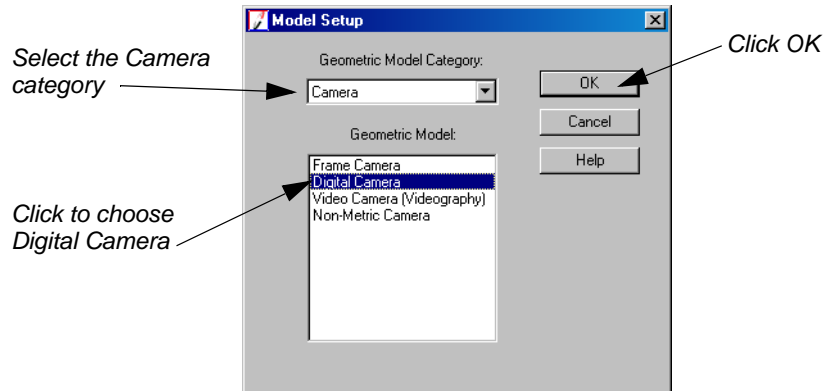 Model Setup
Select the Camera
category
Geometric Model Category:
Camera
OK
Click OK
Cancel
Geometric Model:
Help
Frame Camera
Digital Camera
Video Camera (Videography)
Non-Metric Camera
Click to choose
Digital Camera